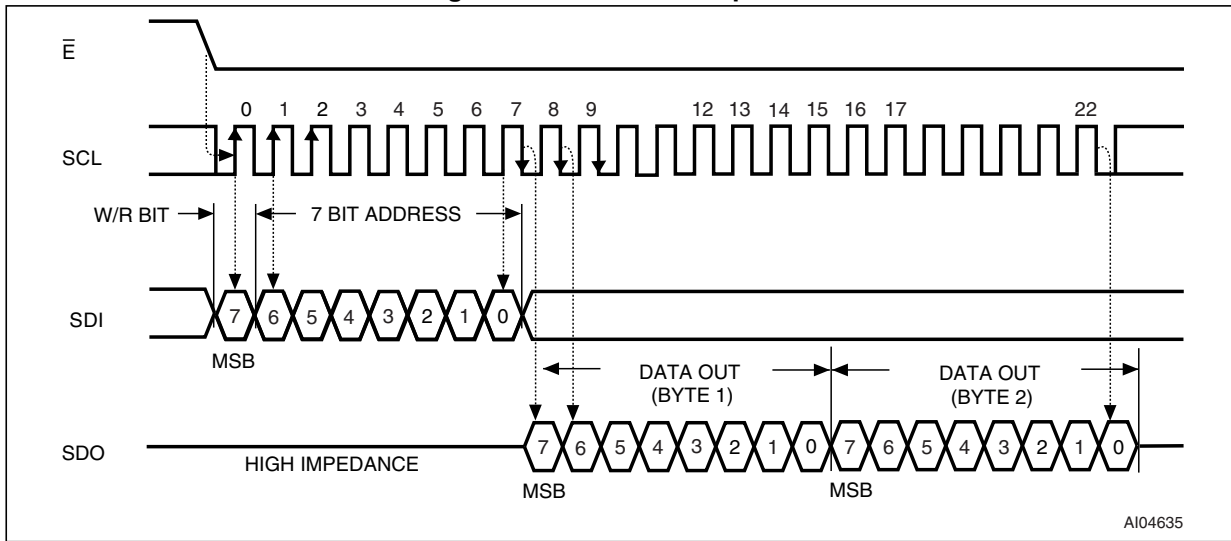 E̅
0 1 2 3 4 5 6 7 8 9 12 13 14 15 16 17 22
SCL
W/R BIT 7 BIT ADDRESS
SDI 7 6 5 4 3 2 1 0
MSB
DATA OUT
(BYTE 1)
DATA OUT
(BYTE 2)
SDO 7 6 5 4 3 2 1 0 7 6 5 4 3 2 1 0
HIGH IMPEDANCE
MSB MSB
AI04635